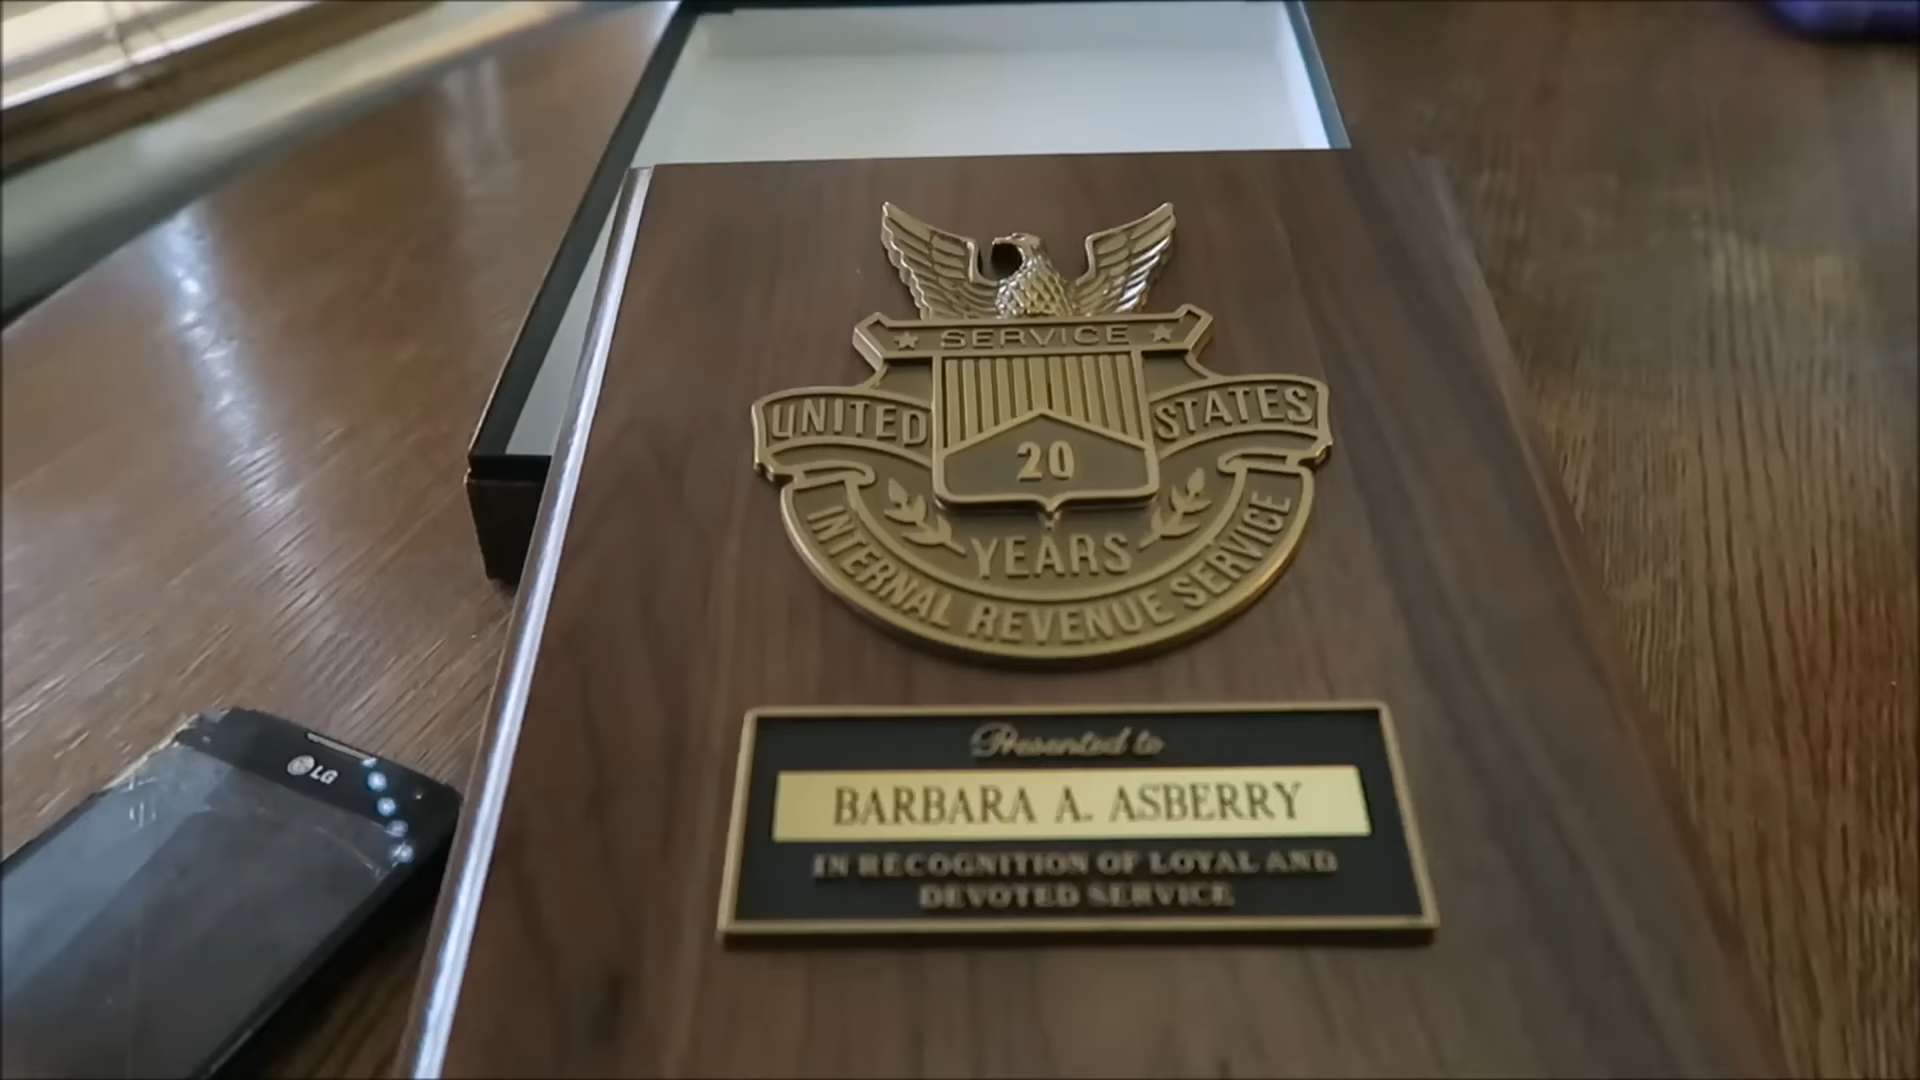 SERVICE
UNITED STATES
20
YEARS
INTERNAL REVENUE SERVICE
Presented to
BARBARA A. ASBERRY
IN RECOGNITION OF LOYAL AND
DEVOTED SERVICE
LG